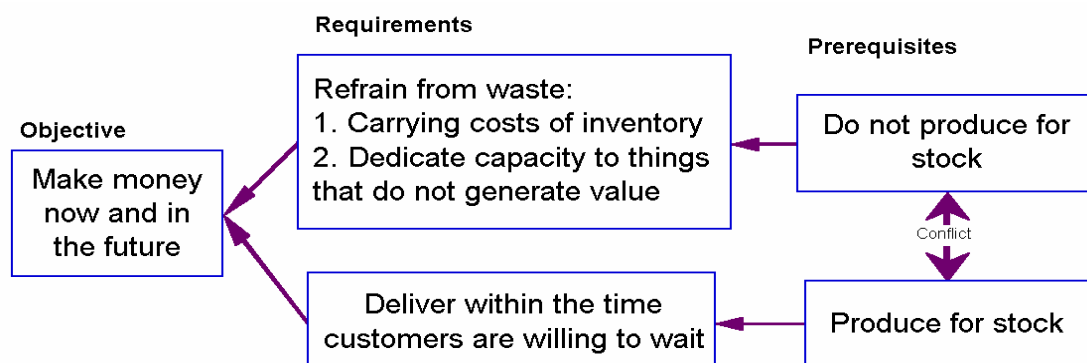 Requirements
Prerequisites
Objective
Refrain from waste:
1. Carrying costs of inventory
2. Dedicate capacity to things
that do not generate value
Do not produce for
stock
Make money
now and in
the future
Conflict
Deliver within the time
customers are willing to wait
Produce for stock